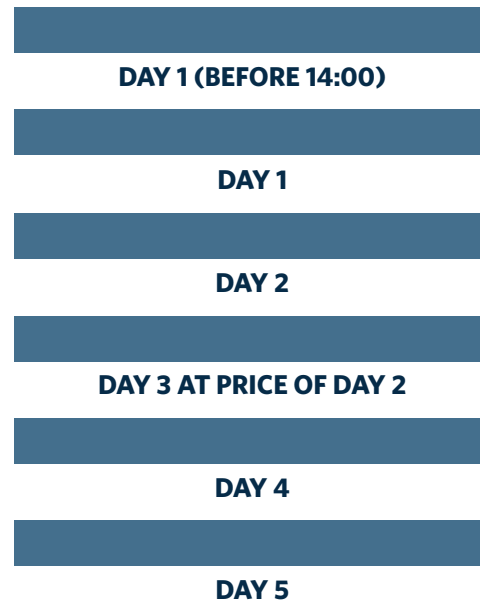 DAY 1 (BEFORE 14:00)
DAY 1
DAY 2
DAY 3 AT PRICE OF DAY 2
DAY 4
DAY 5